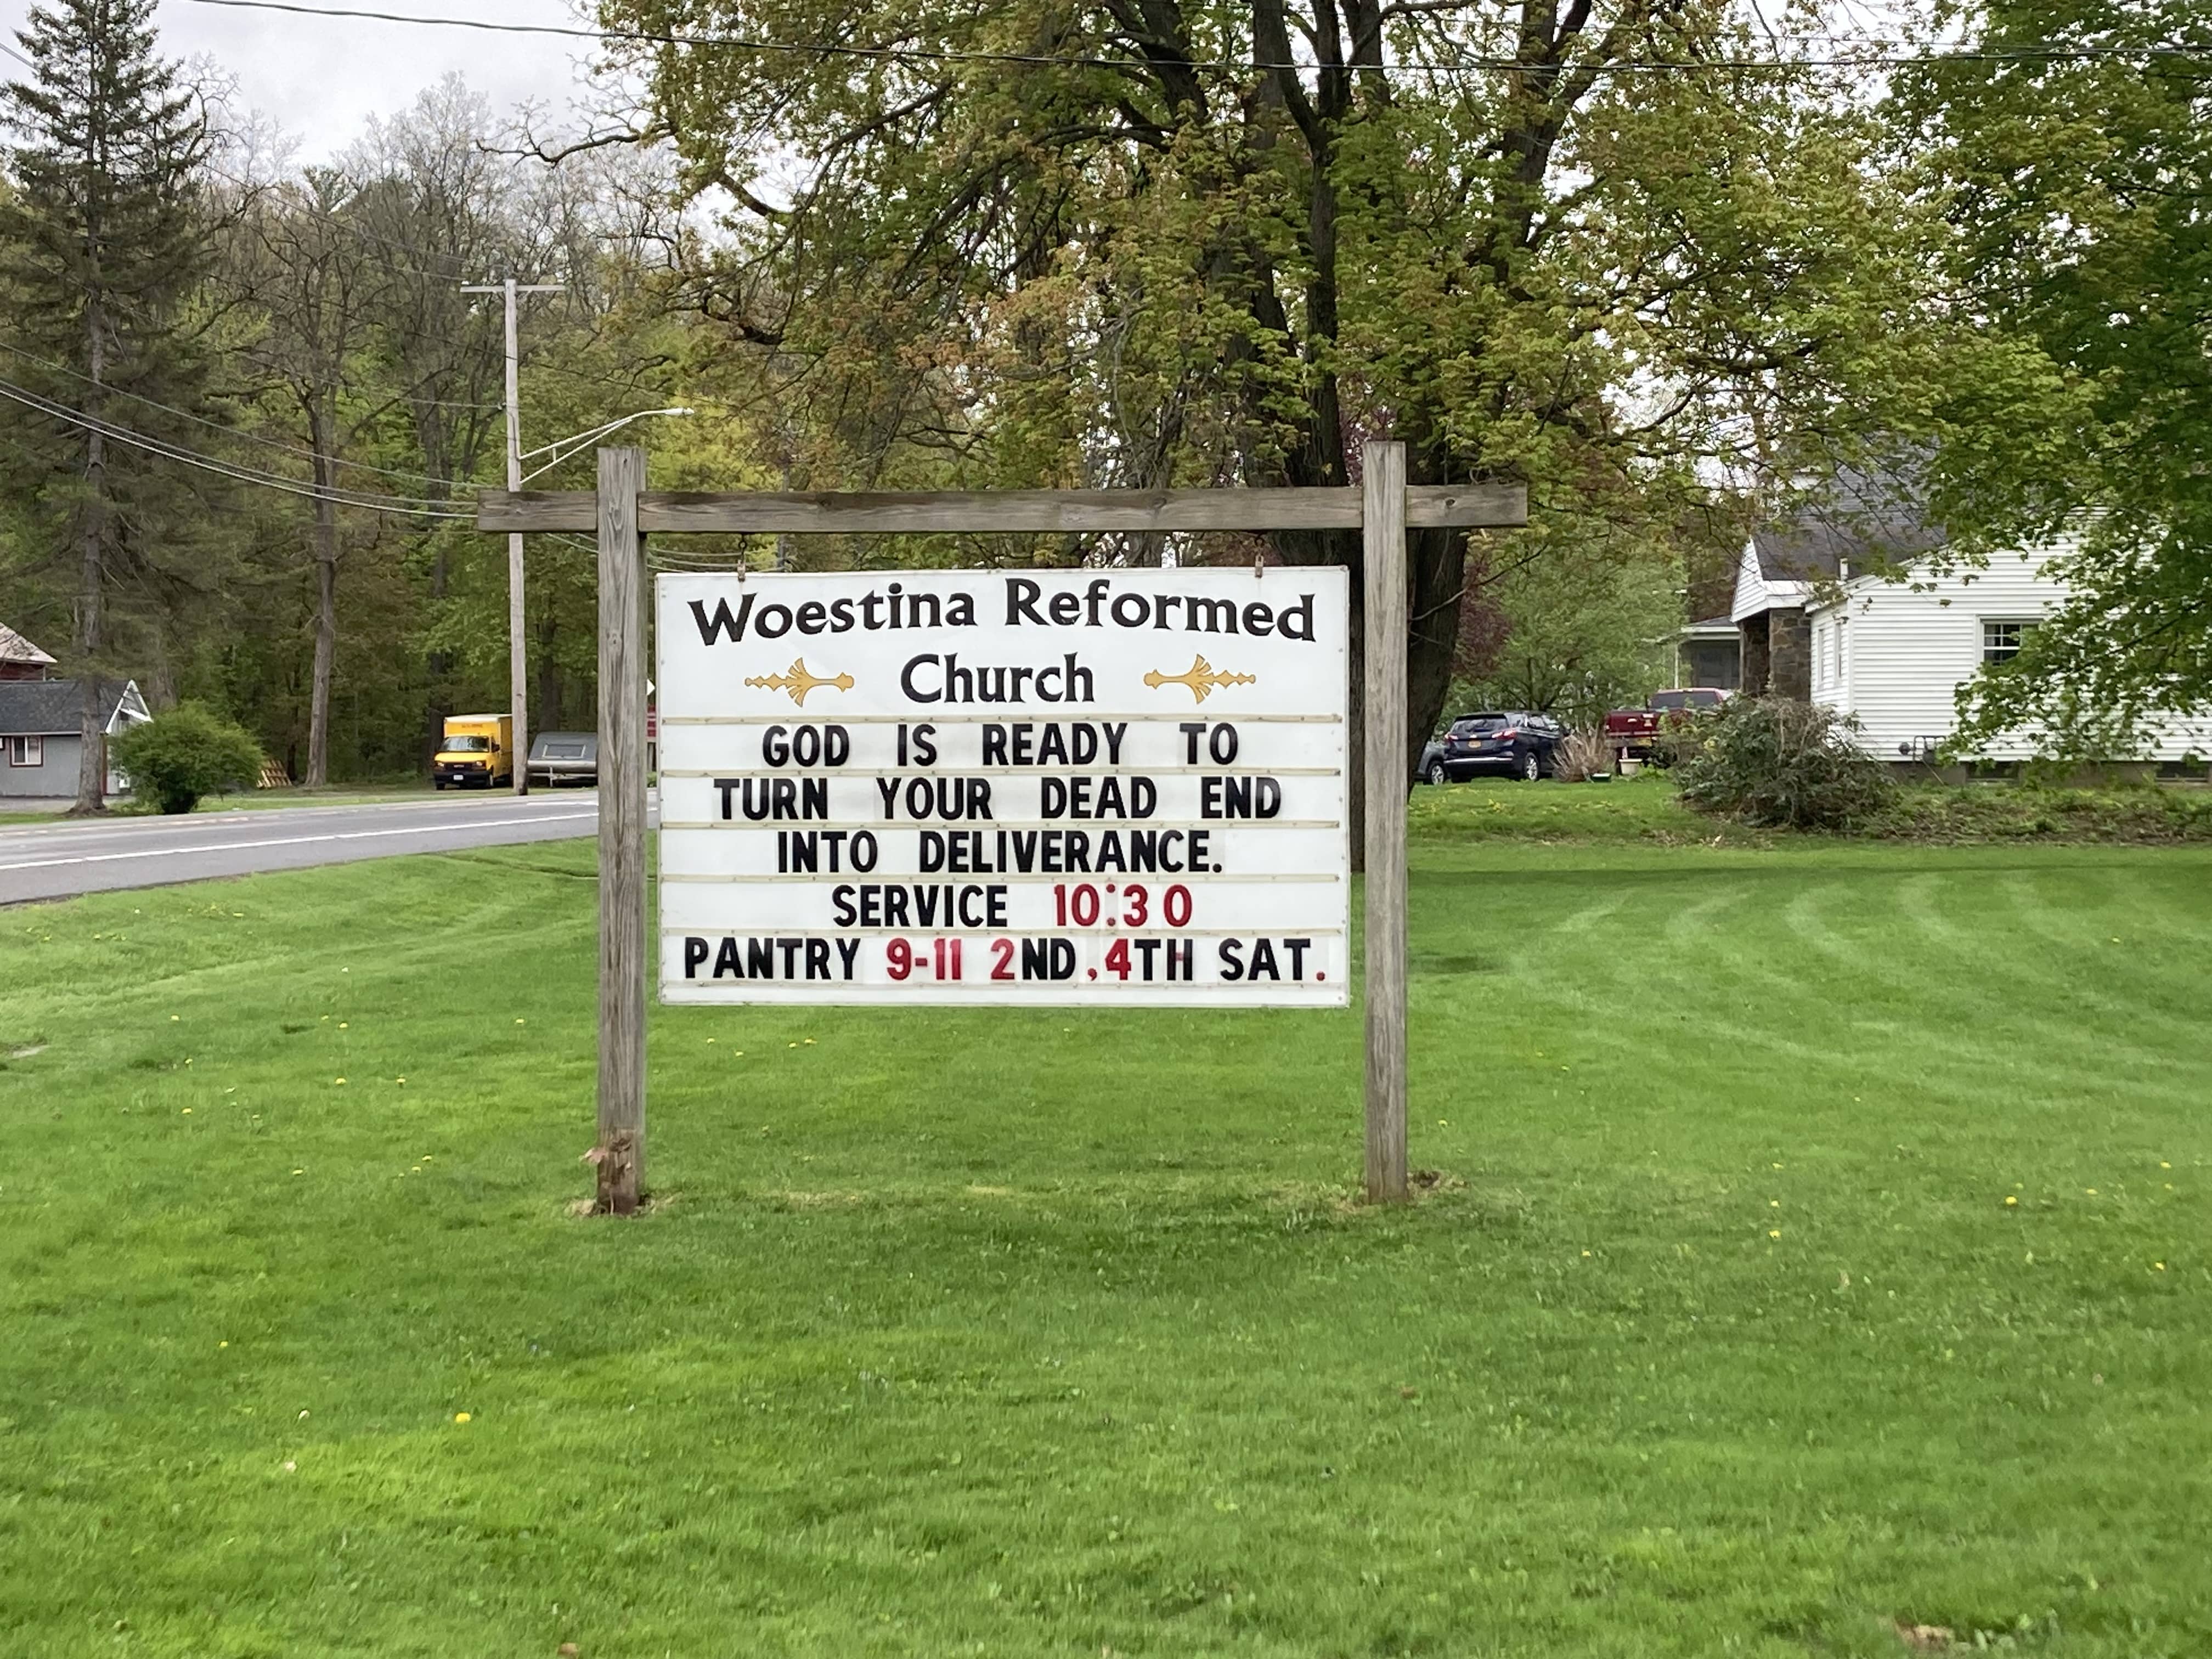 Woestina Reformed
Church
GOD IS READY TO
TURN YOUR DEAD END
INTO DELIVERANCE.
SERVICE 10:30
PANTRY 9-11 2ND,4TH SAT.